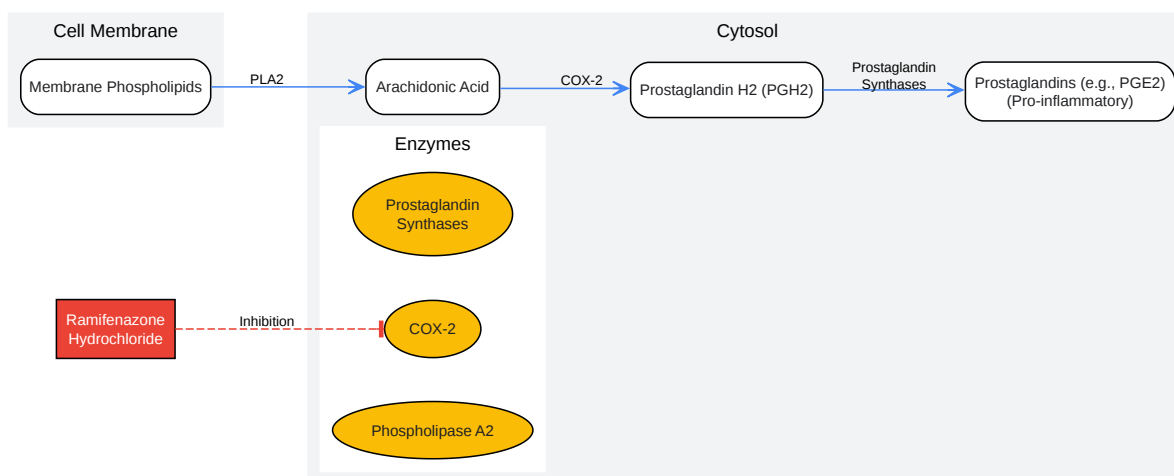 Cell Membrane
Cytosol
Membrane Phospholipids
PLA2
Arachidonic Acid
COX-2
Prostaglandin H2 (PGH2)
Prostaglandin
Synthases
Prostaglandins (e.g., PGE2)
(Pro-inflammatory)
Enzymes
Prostaglandin
Synthases
Ramifenazone
Hydrochloride
Inhibition
COX-2
Phospholipase A2